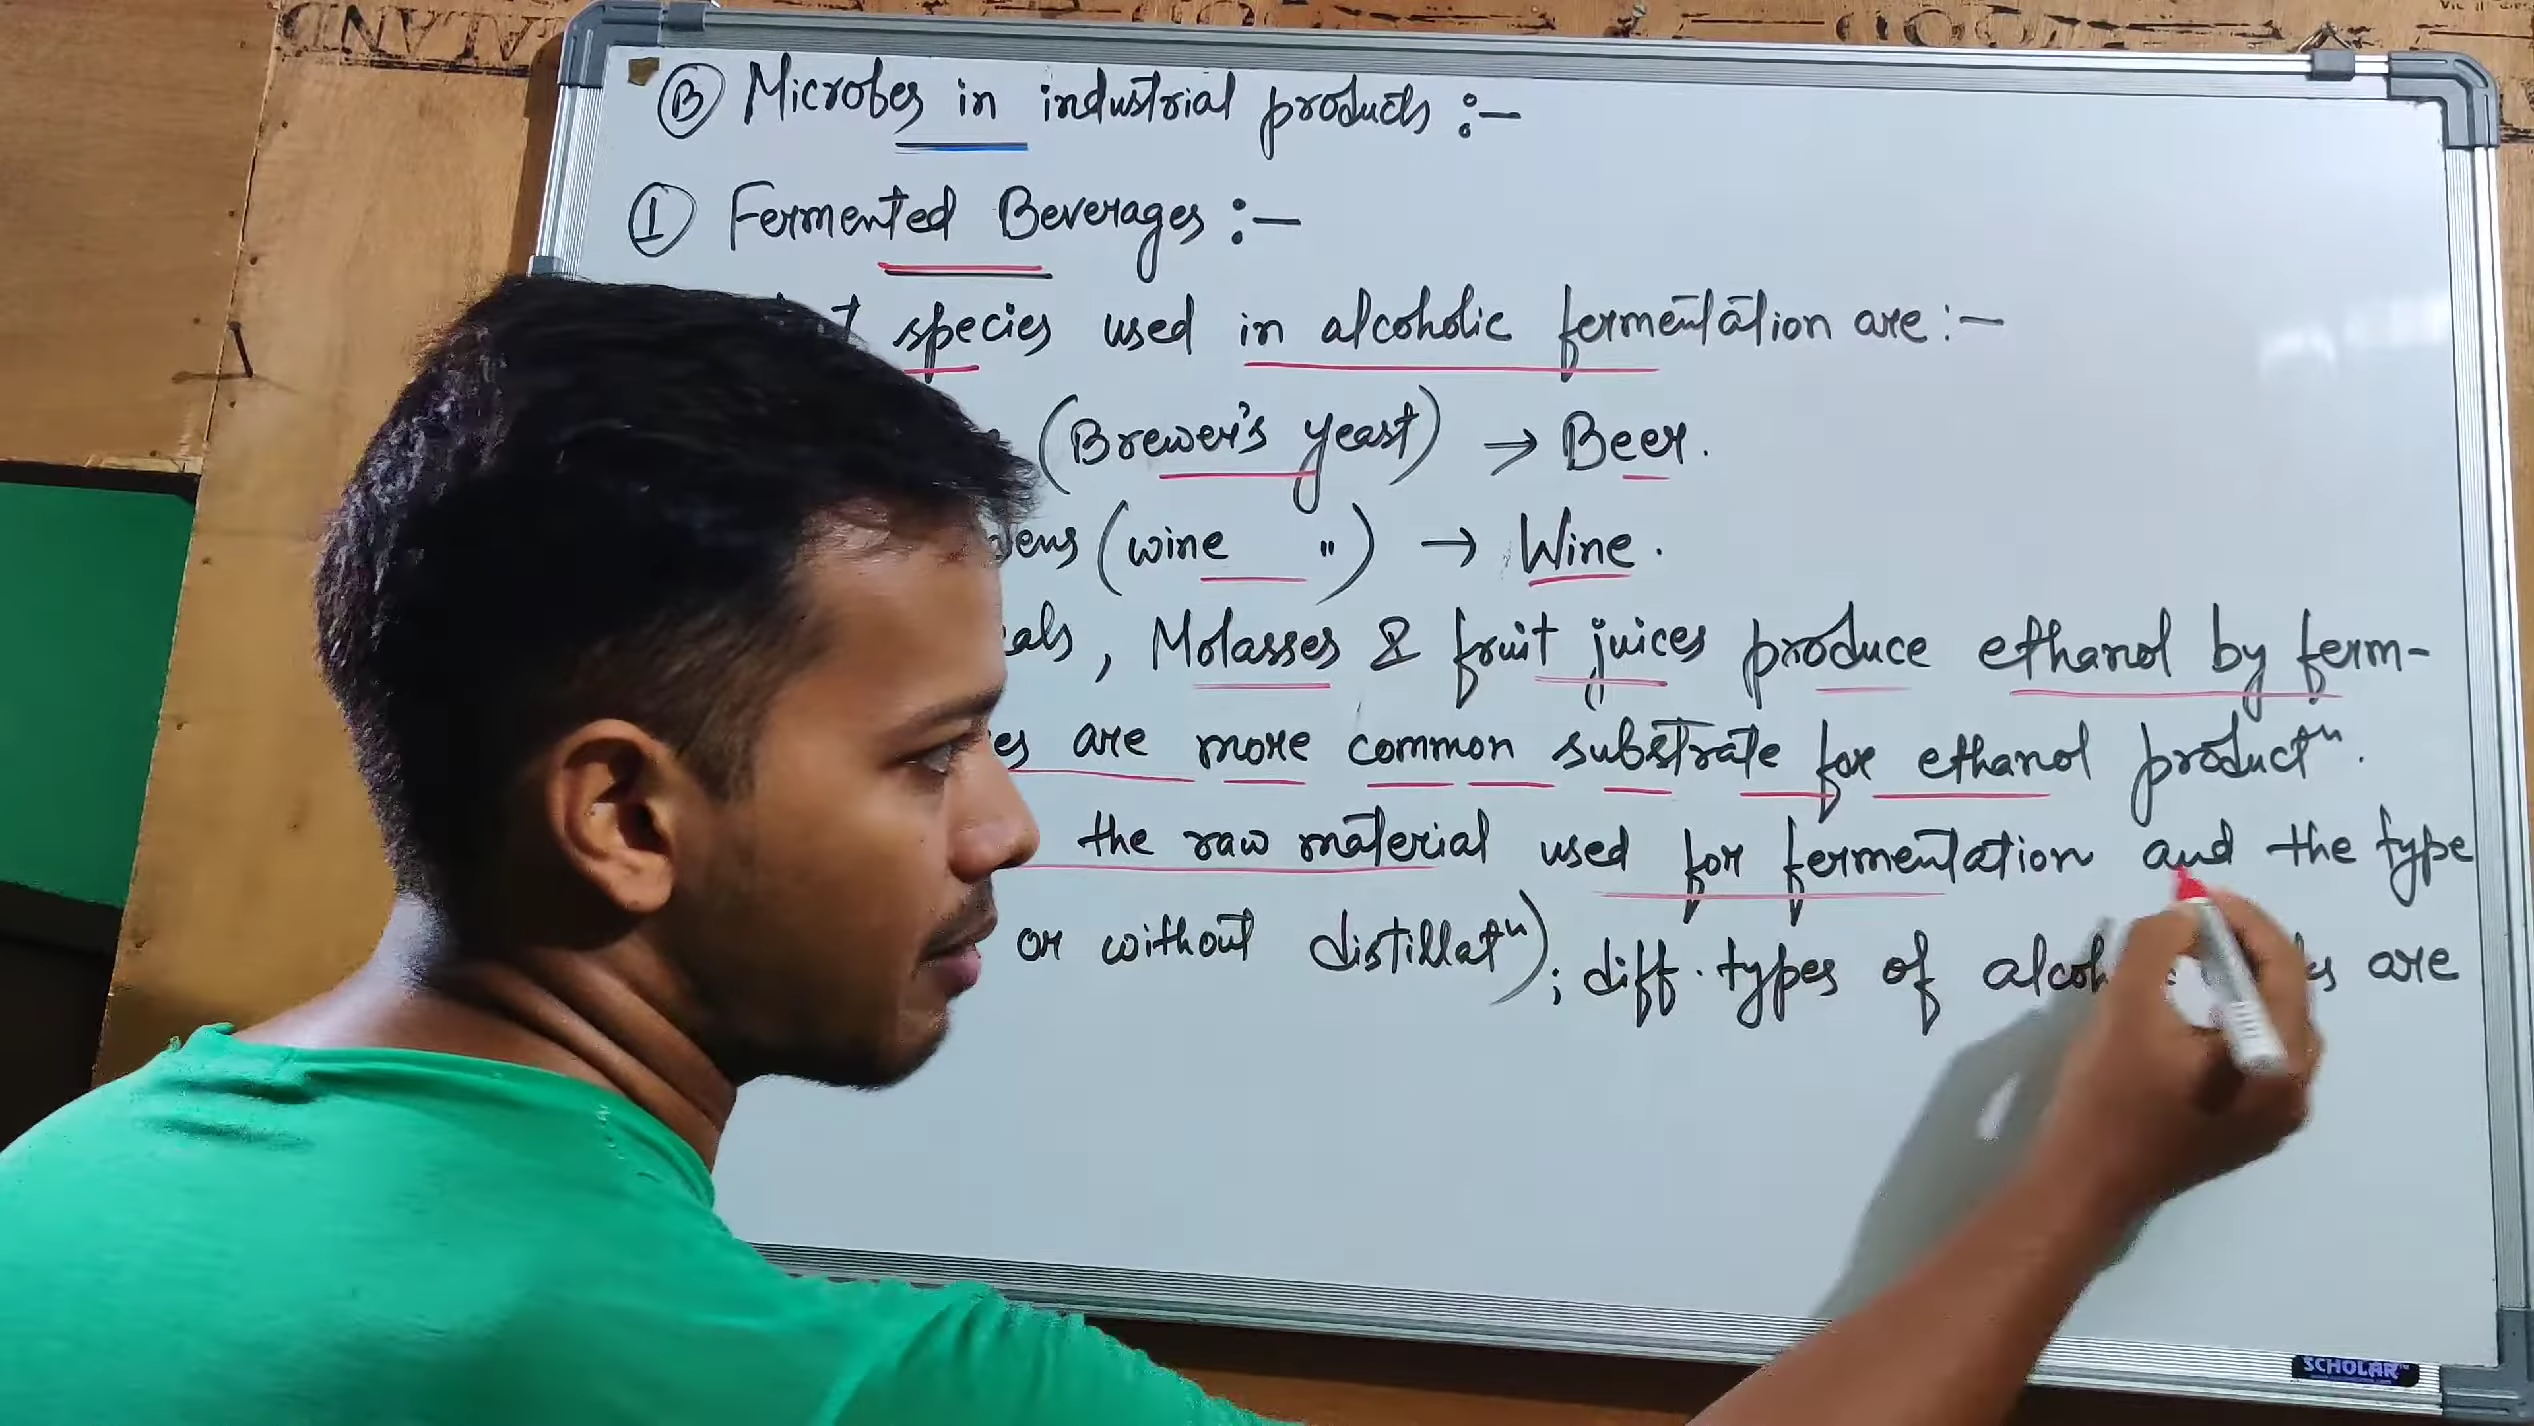 B Microbes in industrial products :-
1 Fermented Beverages :-
species used in alcoholic fermentation are :-
(Brewer's yeast) → Beer.
(wine ") → Wine.
, Molasses & fruit juices produce ethanol by ferm-
are more common substrate for ethanol productn.
the raw material used for fermentation and the type
or without distillatn); diff. types of are
SCHOLAR